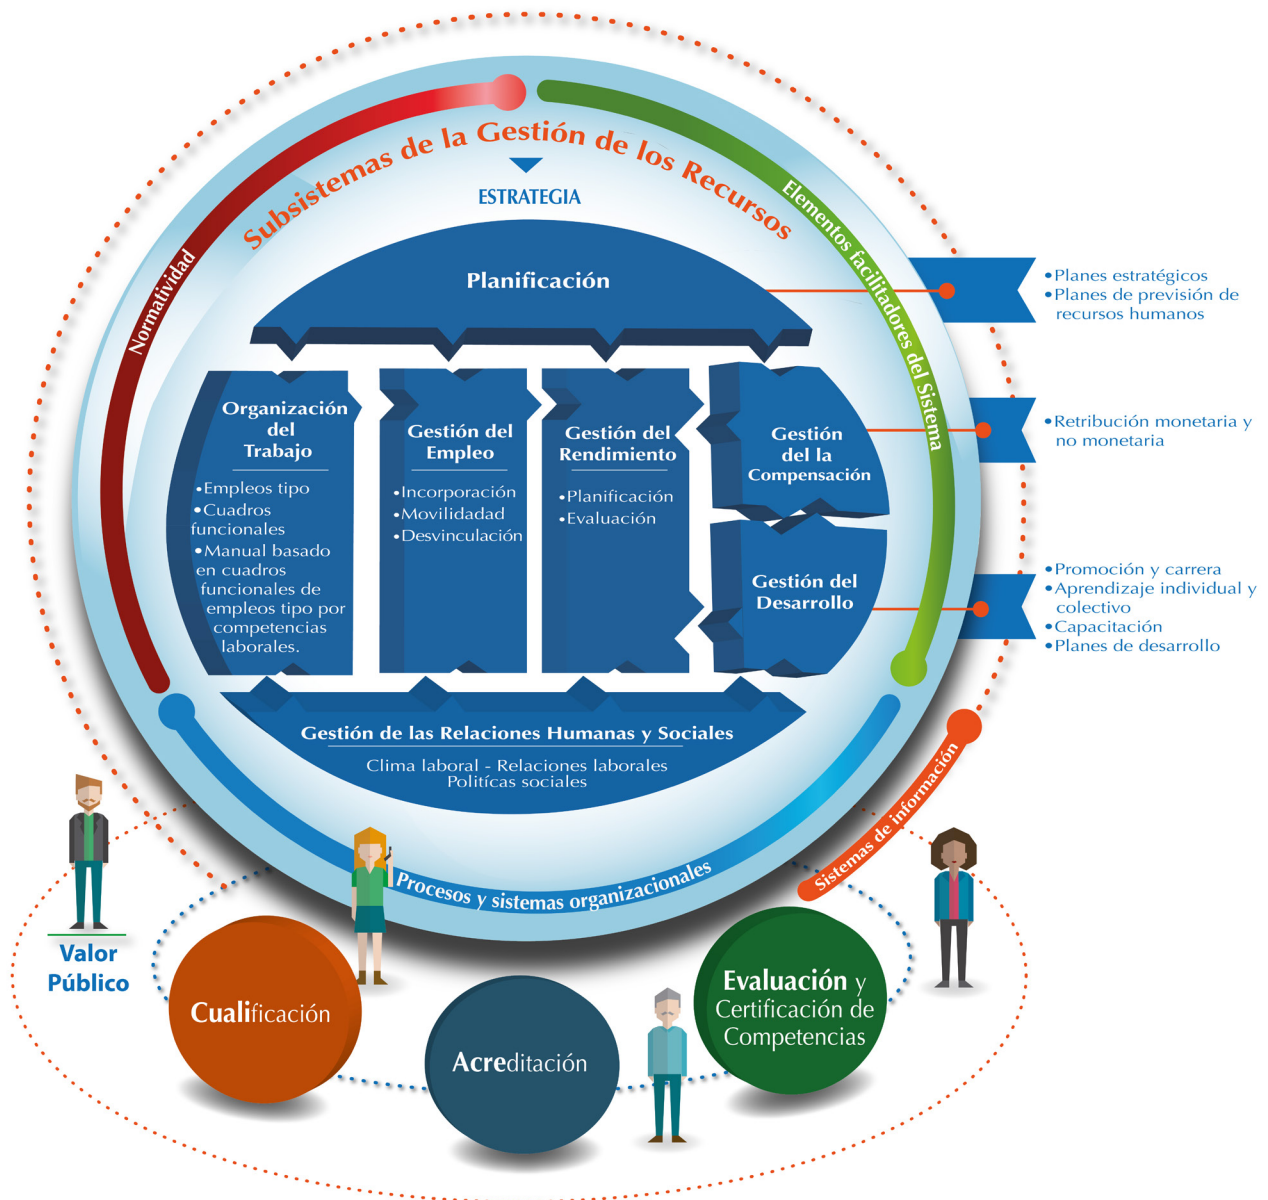 Subsistemas de la Gestión de los Recursos
ESTRATEGIA
Normatividad
Elementos facilitadores del Sistema
Planificación
•Planes estratégicos
•Planes de previsión de
recursos humanos
Organización
del
Trabajo
•Empleos tipo
•Cuadros
funcionales
•Manual basado
en cuadros
funcionales de
empleos tipo por
competencias
laborales.
Gestión del
Empleo
•Incorporación
•Movilidadad
•Desvinculación
Gestión del
Rendimiento
•Planificación
•Evaluación
Gestión
del la
Compensación
•Retribución monetaria y
no monetaria
Gestión del
Desarrollo
•Promoción y carrera
•Aprendizaje individual y
colectivo
•Capacitación
•Planes de desarrollo
Gestión de las Relaciones Humanas y Sociales
Clima laboral - Relaciones laborales
Politícas sociales
Procesos y sistemas organizacionales
Sistemas de información
Valor
Público
Cualificación
Acreditación
Evaluación y
Certificación de
Competencias